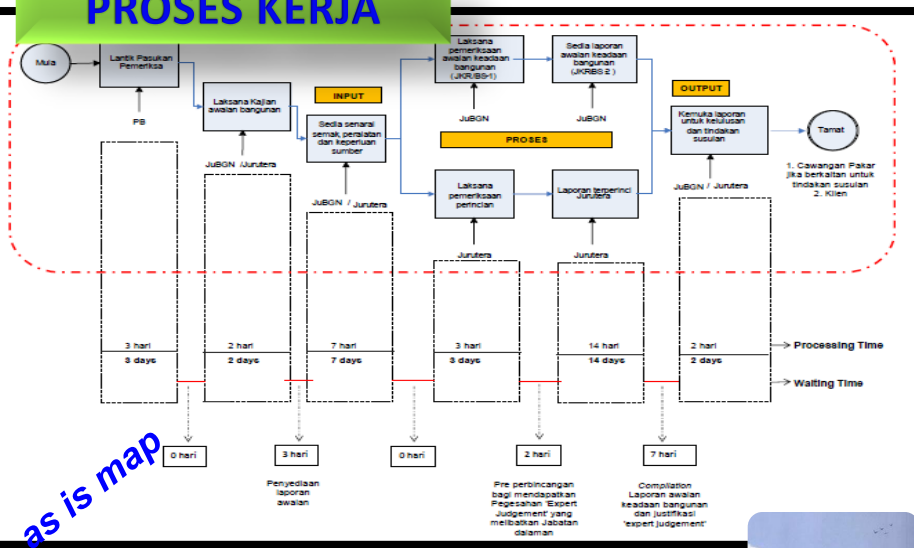 PROSES KERJA
Mula
Lantik Pasukan
Pemeriksa
PB
Laksana Kajian
awalan bangunan
JuBGN /Jurutera
INPUT
Sedia senarai
semak, peralatan
dan keperluan
sumber
JuBGN / Jurutera
Laksana
pemeriksaan
awalan keadaan
bangunan
(JKR/BS-1)
JuBGN
Sedia laporan
awalan keadaan
bangunan
(JKRBS 2 )
JuBGN
PROSES
Laksana
pemeriksaan
perincian
Jurutera
Laporan terperinci
Jurutera
Jurutera
OUTPUT
Kemuka laporan
untuk kelulusan
dan tindakan
susulan
JuBGN / Jurutera
Tamat
1. Cawangan Pakar
jika berkaitan untuk
tindakan susulan
2. Klien
3 hari
3 days
2 hari
2 days
7 hari
7 days
3 hari
3 days
14 hari
14 days
2 hari
2 days
Processing Time
Waiting Time
0 hari
3 hari
0 hari
2 hari
7 hari
Penyediaan
laporan
awalan
Pre perbincangan
bagi mendapatkan
Pegesahan 'Expert
Judgement' yang
melibatkan Jabatan
dalaman
Compilation
Laporan awalan
keadaan bangunan
dan justifikasi
'expert judgement'
as is map